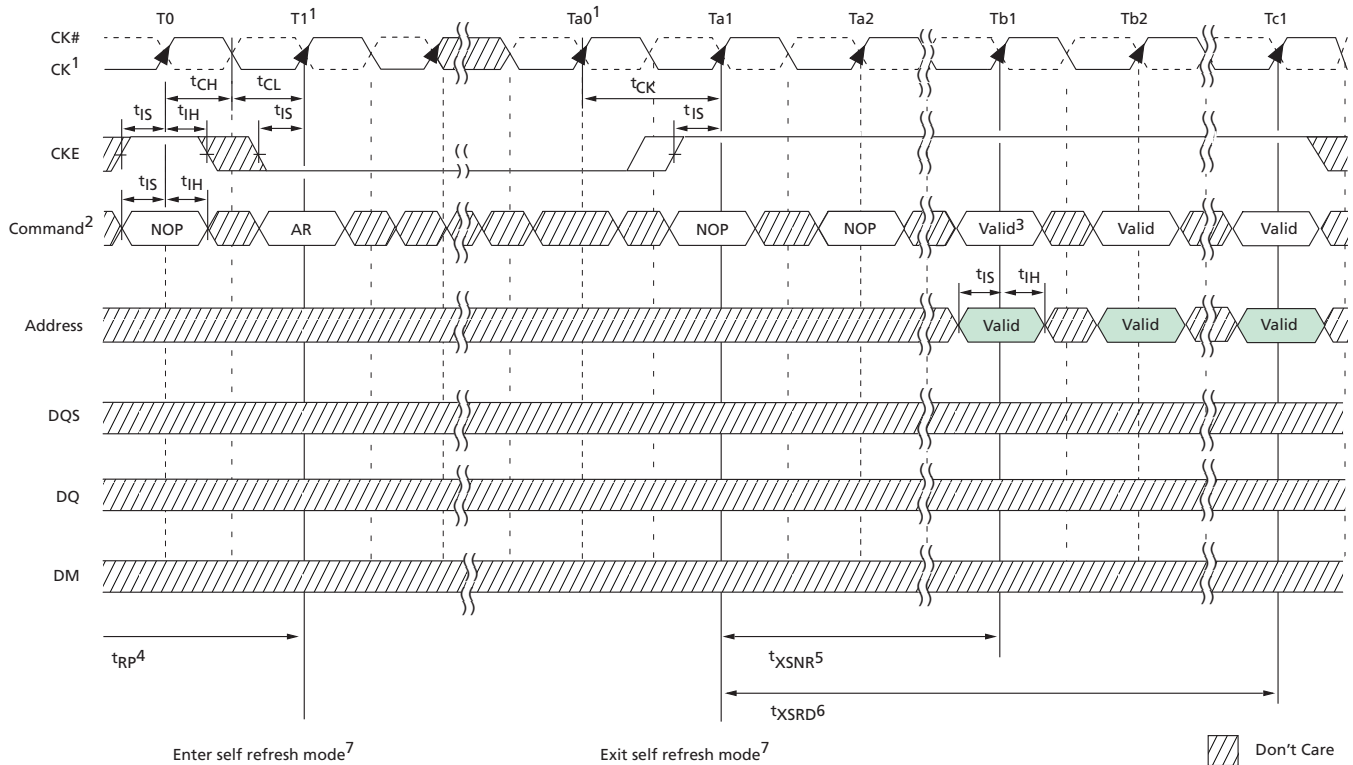 T0 T1¹ Ta0¹ Ta1 Ta2 Tb1 Tb2 Tc1
CK#
CK¹
tCH tCL tCK
tIS tIH tIS tIS
CKE
tIS tIH
Command² NOP AR NOP NOP Valid³ Valid Valid
tIS tIH
Address Valid Valid Valid
DQS
DQ
DM
tRP⁴ tXSNR⁵
tXSRD⁶
Enter self refresh mode⁷ Exit self refresh mode⁷ Don't Care